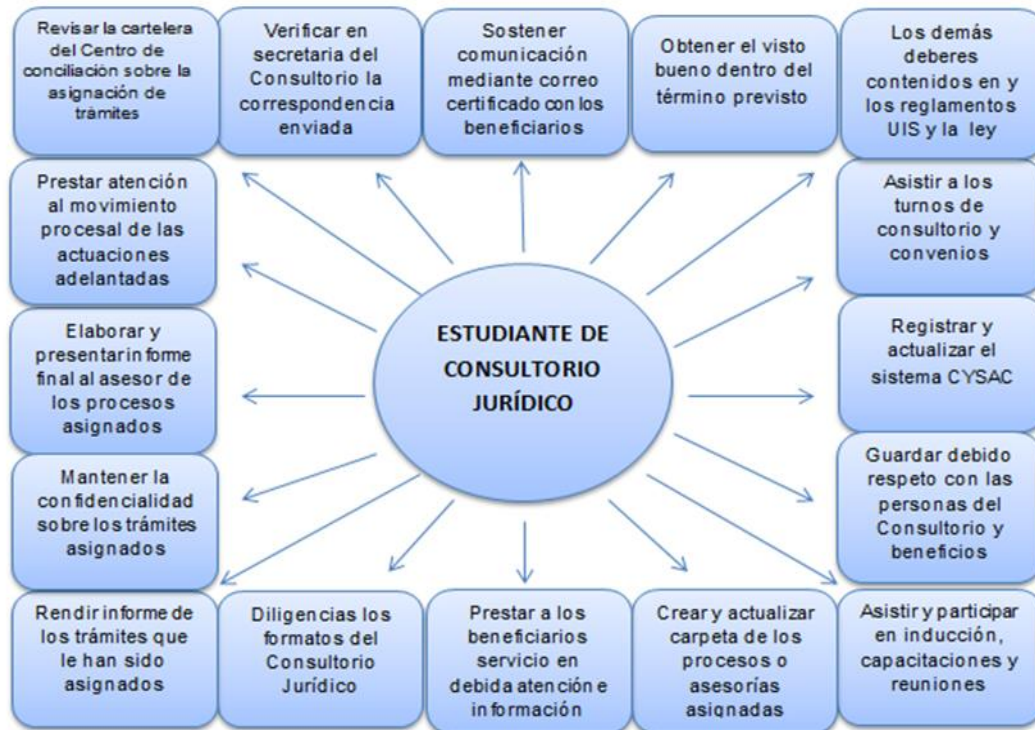 Revisar la cartelera
del Centro de
conciliación sobre la
asignación de
trámites
Verificar en
secretaria del
Consultorio la
correspondencia
enviada
Sostener
comunicación
mediante correo
certificado con los
beneficiarios
Obtener el visto
bueno dentro del
término previsto
Los demás
deberes
contenidos en y
los reglamentos
UIS y la ley
Prestar atención
al movimiento
procesal de las
actuaciones
adelantadas
Asistir a los
turnos de
consultorio y
convenios
ESTUDIANTE DE
CONSULTORIO
JURÍDICO
Elaborar y
presentar informe
final al asesor de
los procesos
asignados
Registrar y
actualizar el
sistema CYSAC
Mantener la
confidencialidad
sobre los trámites
asignados
Guardar debido
respeto con las
personas del
Consultorio y
beneficios
Rendir informe de
los trámites que
le han sido
asignados
Diligencias los
formatos del
Consultorio
Jurídico
Prestar a los
beneficiarios
servicio en
debida atención e
información
Crear y actualizar
carpeta de los
procesos o
asesorías
asignadas
Asistir y participar
en inducción,
capacitaciones y
reuniones